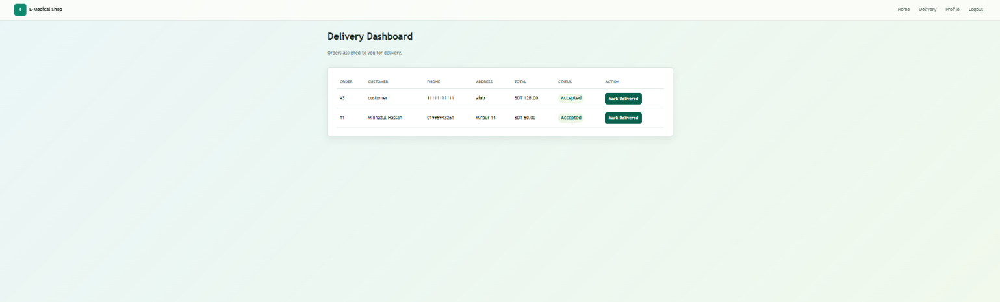 E-Medical Shop Home Delivery Profile Logout
Delivery Dashboard
Orders assigned to you for delivery.
ORDER CUSTOMER PHONE ADDRESS TOTAL STATUS ACTION
#3 customer 11111111111 aiub BDT 125.00 Accepted Mark Delivered
#1 Minhazul Hassan 01995943261 Mirpur 14 BDT 50.00 Accepted Mark Delivered